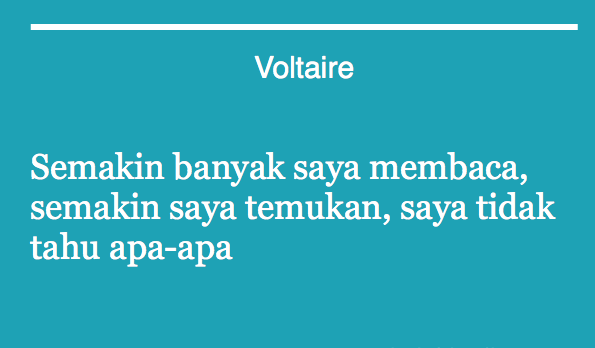 Voltaire
Semakin banyak saya membaca,
semakin saya temukan, saya tidak
tahu apa-apa